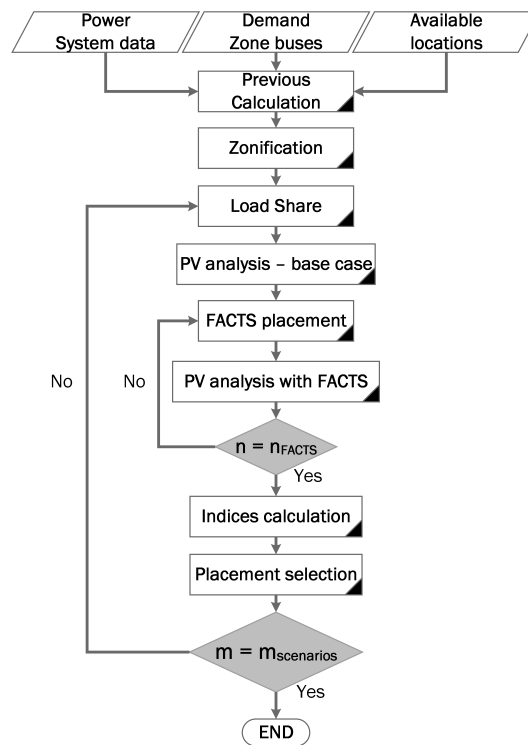 Power
System data
Demand
Zone buses
Available
locations
Previous
Calculation
Zonification
Load Share
PV analysis – base case
FACTS placement
No
No
PV analysis with FACTS
n = nFACTS
Yes
Indices calculation
Placement selection
m = mscenarios
Yes
END